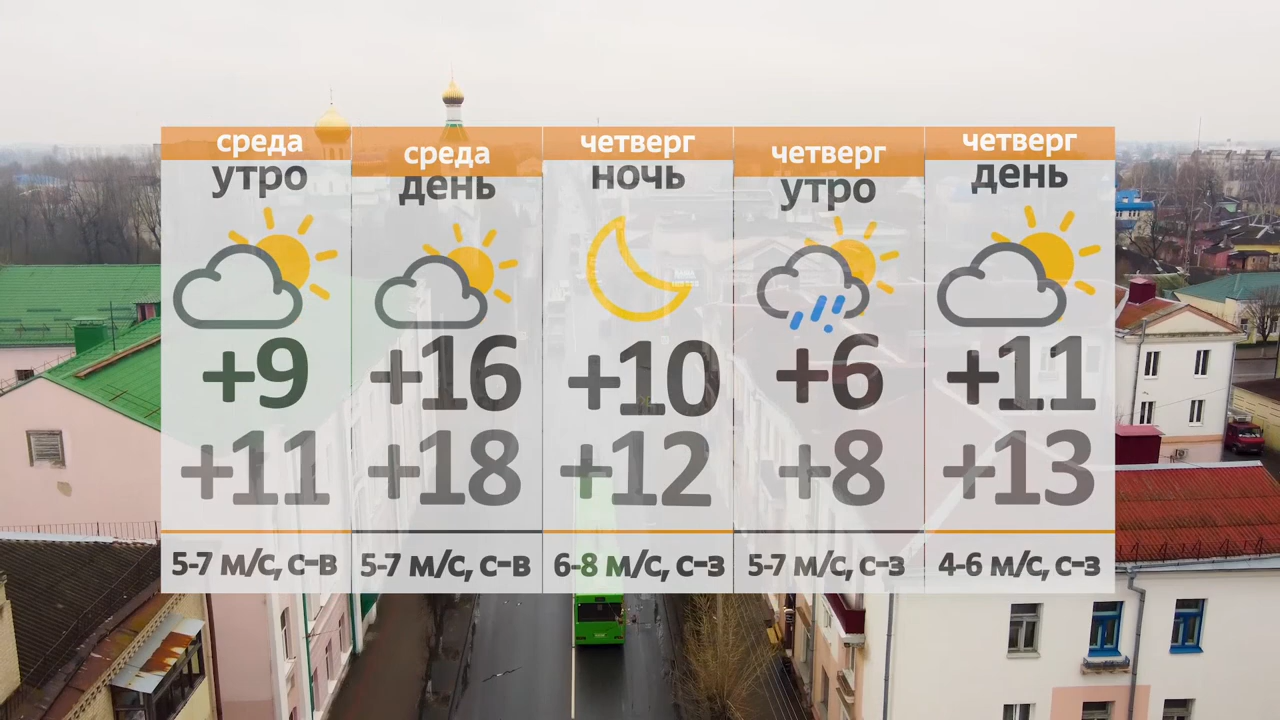 среда
утро
+9
+11
5-7 м/с, с-в
среда
день
+16
+18
5-7 м/с, с-в
четверг
ночь
+10
+12
6-8 м/с, с-з
четверг
утро
+6
+8
5-7 м/с, с-з
четверг
день
+11
+13
4-6 м/с, с-з